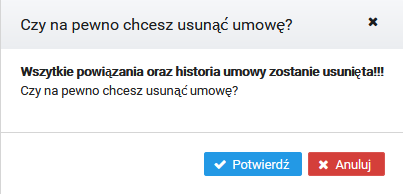 Czy na pewno chcesz usunąć umowę?
Wszytkie powiązania oraz historia umowy zostanie usunięta!!!
Czy na pewno chcesz usunąć umowę?
Potwierdź Anuluj